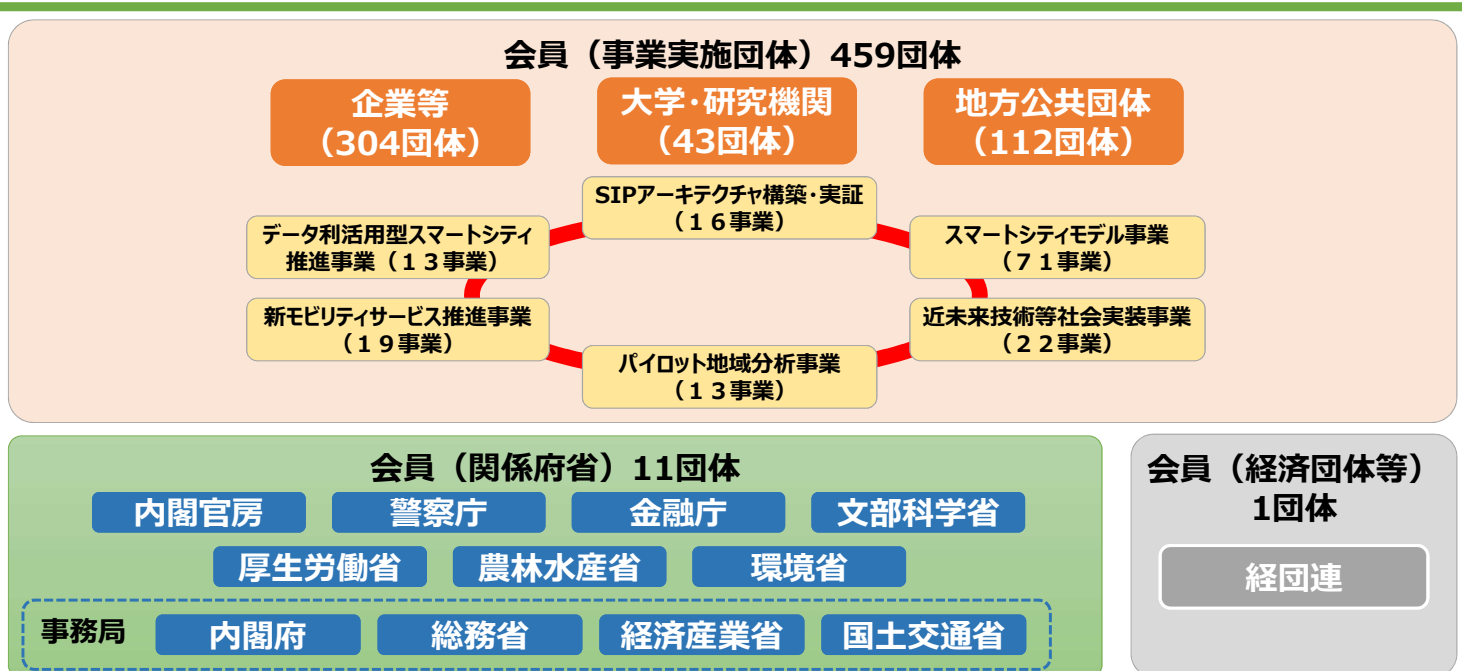 会員（事業実施団体）459団体
企業等
（304団体）
大学・研究機関
（43団体）
地方公共団体
（112団体）
SIPアーキテクチャ構築・実証
（１６事業）
データ利活用型スマートシティ
推進事業（１３事業）
スマートシティモデル事業
（７１事業）
新モビリティサービス推進事業
（１９事業）
近未来技術等社会実装事業
（２２事業）
パイロット地域分析事業
（１３事業）
会員（関係府省）11団体
内閣官房
警察庁
金融庁
文部科学省
厚生労働省
農林水産省
環境省
事務局
内閣府
総務省
経済産業省
国土交通省
会員（経済団体等）
1団体
経団連